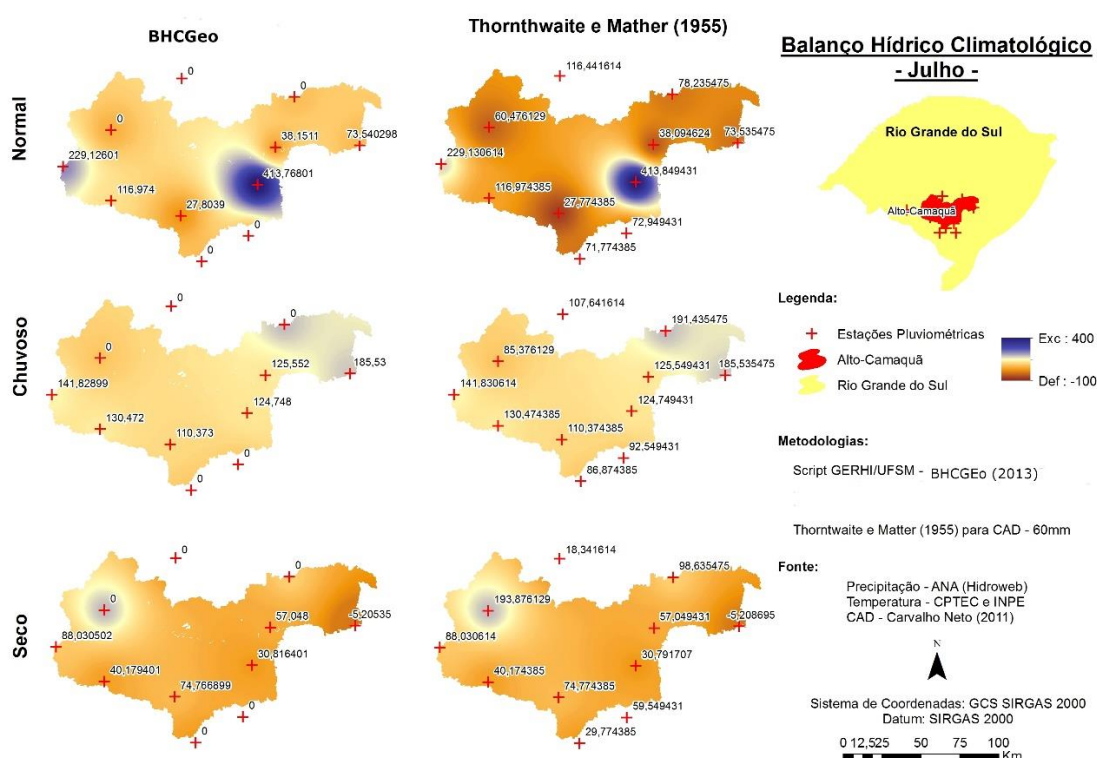 BHCGeo
Thornthwaite e Mather (1955)
Balanço Hídrico Climatológico
- Julho -
Normal
0
0
0
38,1511
73,540298
229,12601
413,76801
116,974
27,8039
0
0
116,441614
78,235475
60,476129
38,094624
73,535475
229,130614
413,849431
116,974385
27,774385
72,949431
71,774385
Rio Grande do Sul
Alto-Camaquã
Chuvoso
0
0
0
125,552
185,53
141,82899
124,748
130,472
110,373
0
0
107,641614
191,435475
85,376129
125,549431
185,535475
141,830614
124,749431
130,474385
110,374385
92,549431
86,874385
Legenda:
Estações Pluviométricas
Alto-Camaquã
Rio Grande do Sul
Exc : 400
Def : -100
Metodologias:
Script GERHI/UFSM - BHCGEo (2013)
Thorntwaite e Matter (1955) para CAD - 60mm
Seco
0
0
0
57,048
-5,20535
88,030502
30,816401
40,179401
74,766899
0
0
18,341614
98,635475
193,876129
57,049431
-5,208695
88,030614
30,791707
40,174385
74,774385
59,549431
29,774385
Fonte:
Precipitação - ANA (Hidroweb)
Temperatura - CPTEC e INPE
CAD - Carvalho Neto (2011)
N
Sistema de Coordenadas: GCS SIRGAS 2000
Datum: SIRGAS 2000
0 12,525 50 75 100
Km